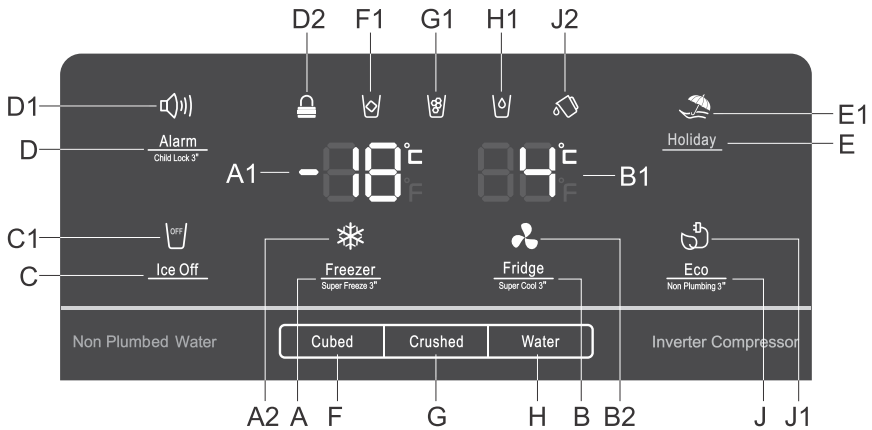 D2 F1 G1 H1 J2
D1 E1
Alarm Holiday
D Child Lock 3" E
A1 -18°C 4°C B1
°F °F
C1 OFF J1
C Ice Off Freezer Fridge Eco
Super Freeze 3" Super Cool 3" Non Plumbing 3"
Non Plumbed Water Cubed Crushed Water Inverter Compressor
A2 A F G H B B2 J J1